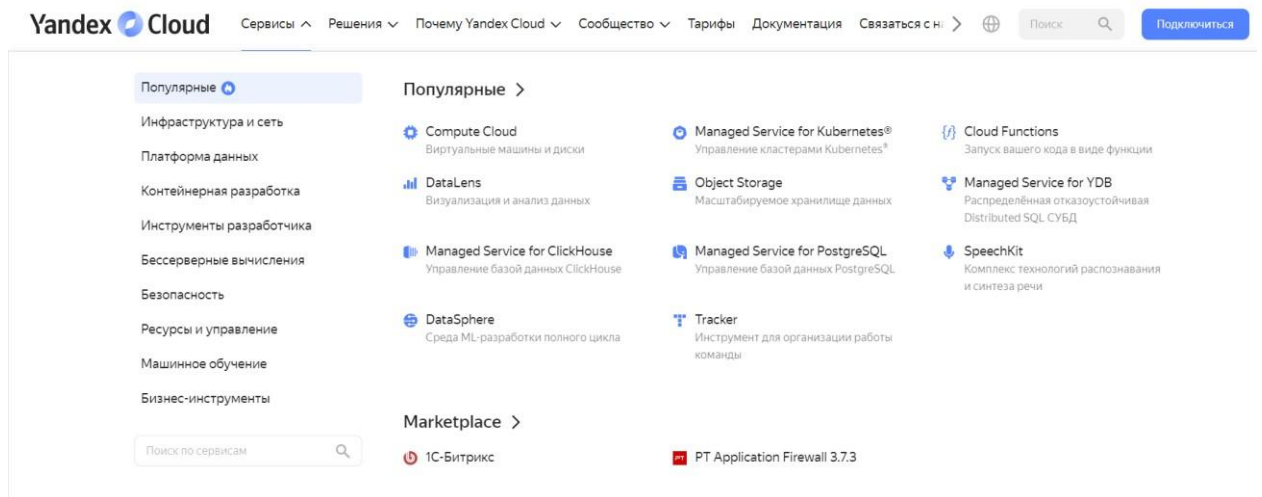 Yandex Cloud Сервисы Решения Почему Yandex Cloud Сообщество Тарифы Документация Связаться с н Поиск Подключиться
Популярные
Инфраструктура и сеть
Платформа данных
Контейнерная разработка
Инструменты разработчика
Бессерверные вычисления
Безопасность
Ресурсы и управление
Машинное обучение
Бизнес-инструменты
Поиск по сервисам
Популярные
Compute Cloud
Виртуальные машины и диски
Managed Service for Kubernetes®
Управление кластерами Kubernetes®
{ƒ} Cloud Functions
Запуск вашего кода в виде функции
DataLens
Визуализация и анализ данных
Object Storage
Масштабируемое хранилище данных
Managed Service for YDB
Распределённая отказоустойчивая
Distributed SQL СУБД
Managed Service for ClickHouse
Управление базой данных ClickHouse
Managed Service for PostgreSQL
Управление базой данных PostgreSQL
SpeechKit
Комплекс технологий распознавания
и синтеза речи
DataSphere
Среда ML-разработки полного цикла
Tracker
Инструмент для организации работы
команды
Marketplace
1С-Битрикс
PT PT Application Firewall 3.7.3